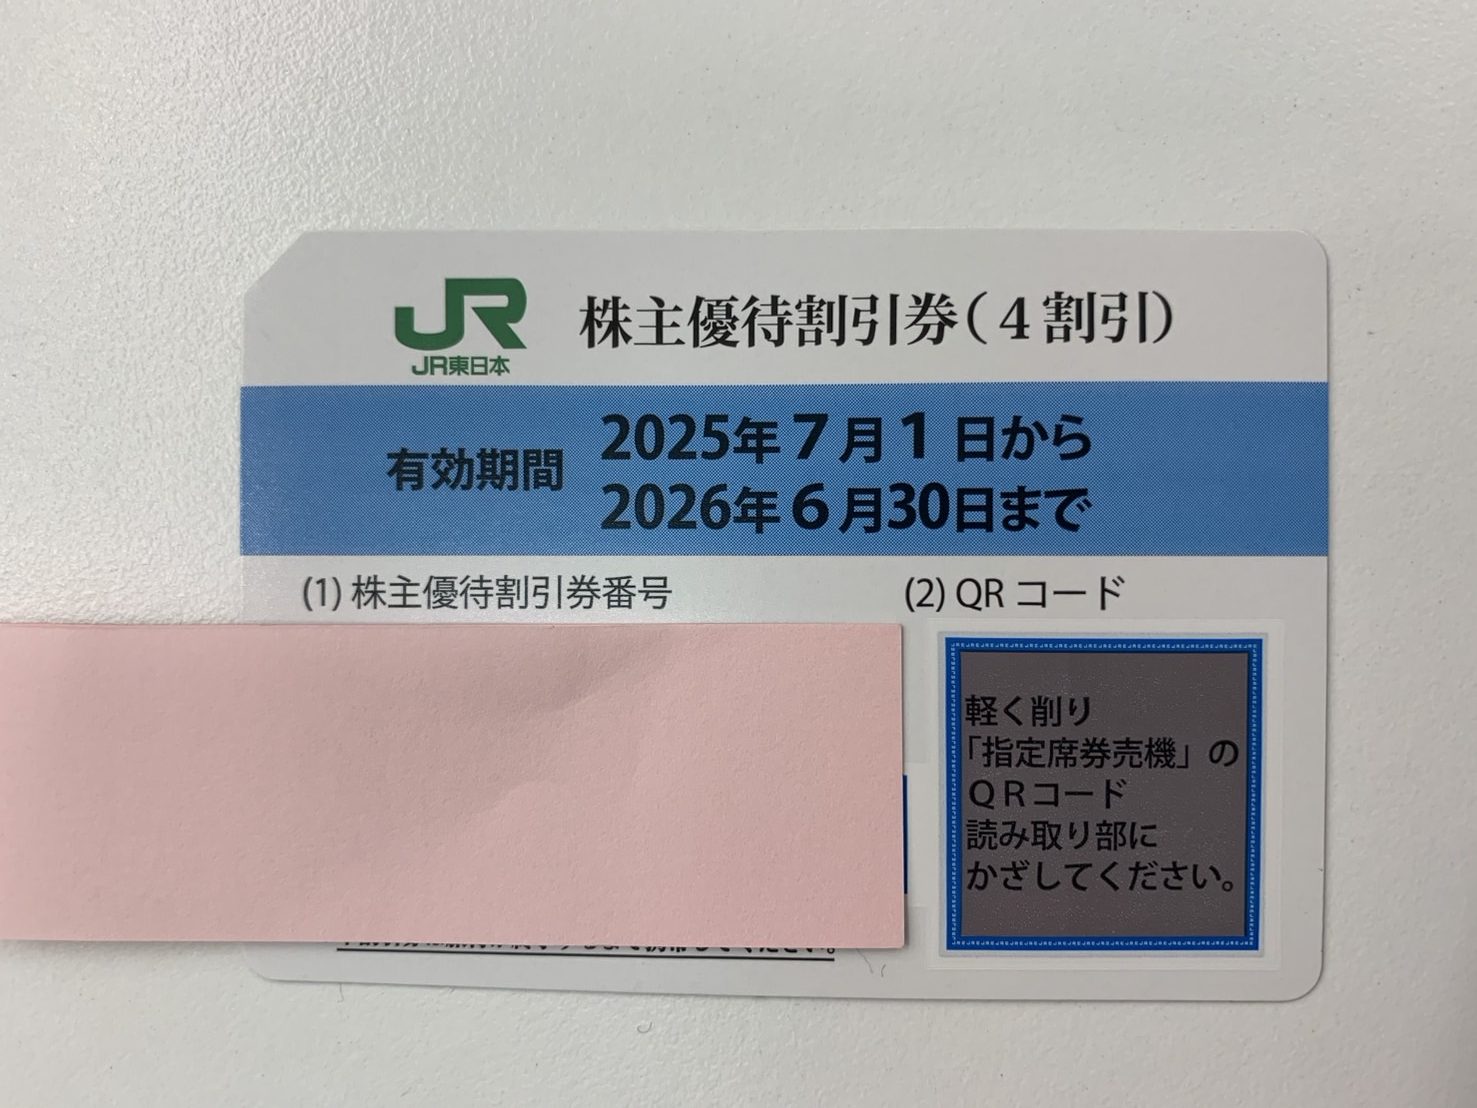 JR
JR東日本
株主優待割引券（４割引）
有効期間
2025年７月１日から
2026年６月30日まで
(1) 株主優待割引券番号
(2) QR コード
軽く削り
「指定席券売機」の
ＱＲコード
読み取り部に
かざしてください。